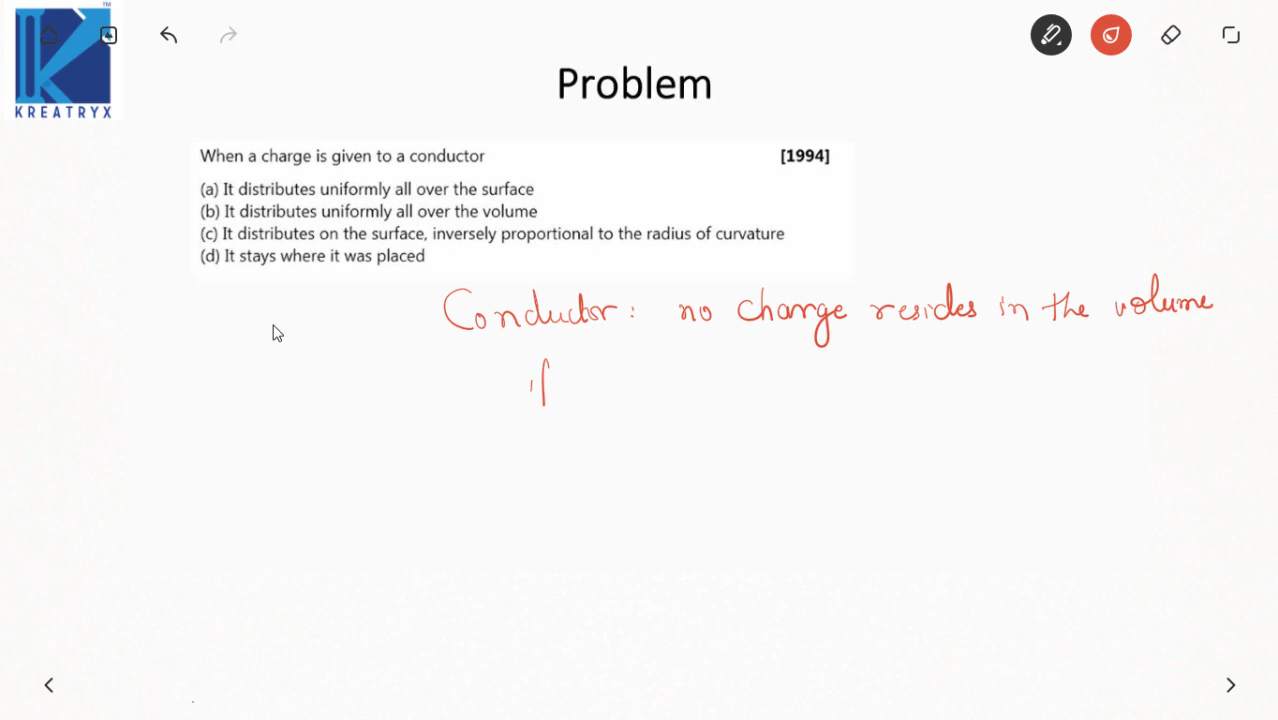 TM
KREATRYX
Problem
When a charge is given to a conductor [1994]
(a) It distributes uniformly all over the surface
(b) It distributes uniformly all over the volume
(c) It distributes on the surface, inversely proportional to the radius of curvature
(d) It stays where it was placed
Conductor: no charge resides in the volume
if